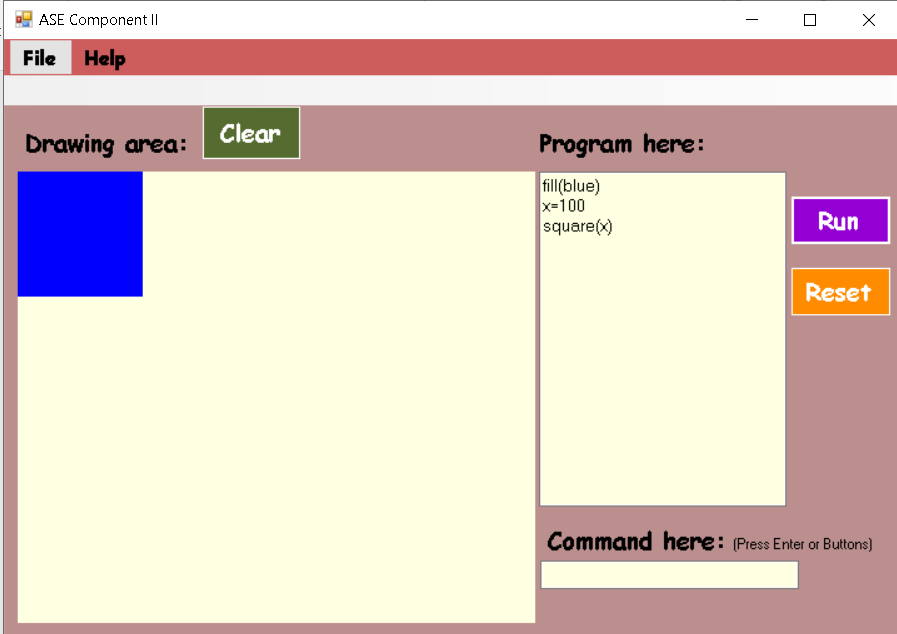 ASE Component II
File Help
Drawing area: Clear
Program here:
fill(blue)
x=100
square(x)
Run
Reset
Command here: (Press Enter or Buttons)